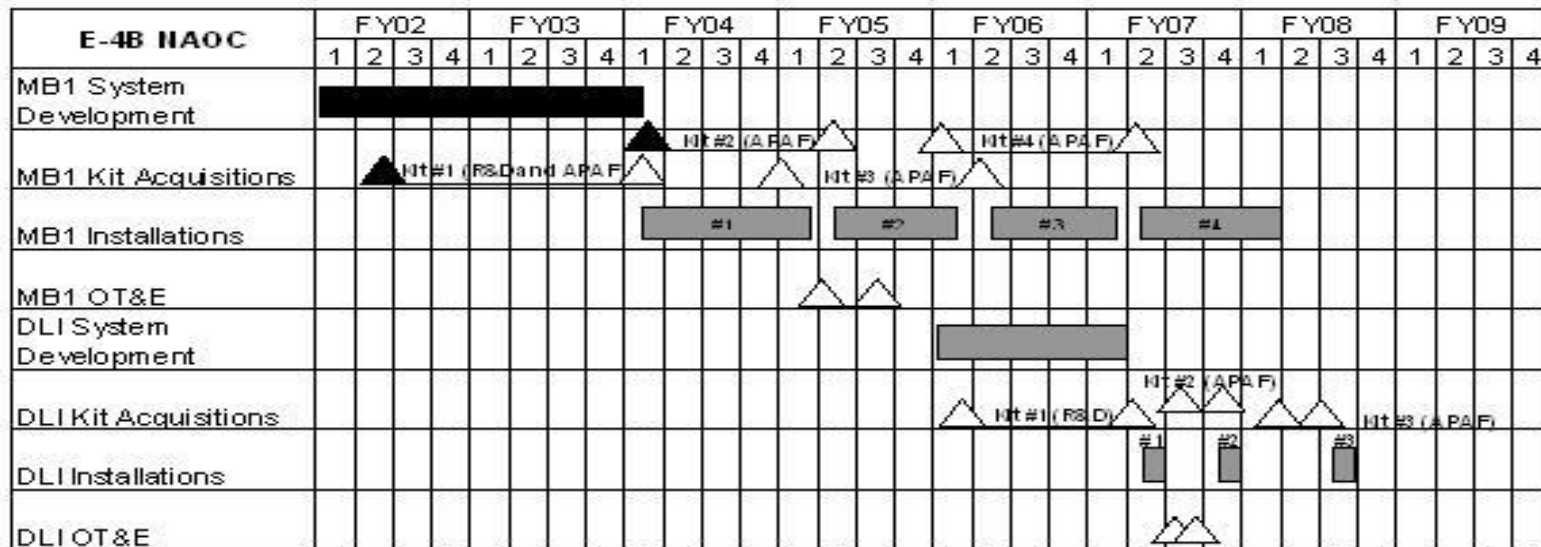 E-4B NAOC
FY02 FY03 FY04 FY05 FY06 FY07 FY08 FY09
1 2 3 4 1 2 3 4 1 2 3 4 1 2 3 4 1 2 3 4 1 2 3 4 1 2 3 4 1 2 3 4
MB1 System
Development
Kit #2 (APAF) Kit #4 (APAF)
MB1 Kit Acquisitions Kit #1 (R&D and APAF Kit #3 (APAF)
MB1 Installations #1 #2 #3 #4
MB1 OT&E
DLI System
Development
Kit #2 (APAF)
DLI Kit Acquisitions Kit #1 (R&D) Kit #3 (APAF)
#1 #2 #3
DLI Installations
DLI OT&E